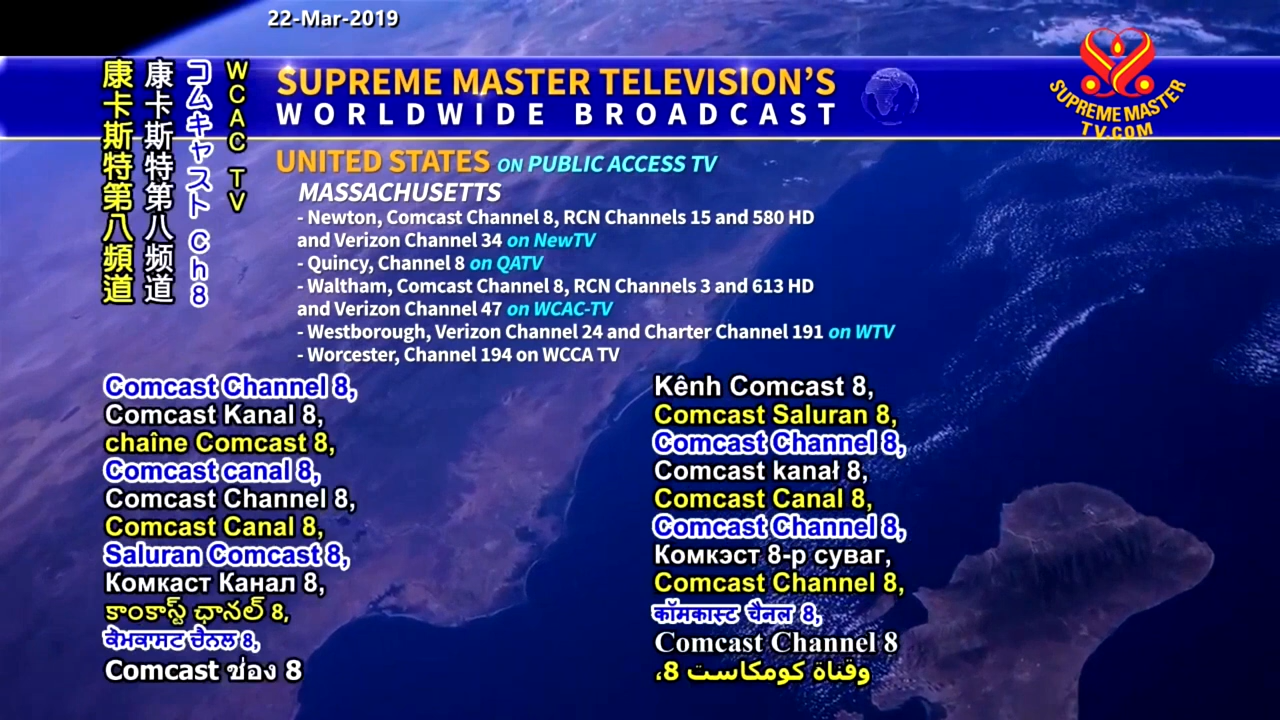 22-Mar-2019
康卡斯特第八頻道
康卡斯特第八频道
コムキャスト Ch8
WCAC TV
SUPREME MASTER TELEVISION'S
WORLDWIDE BROADCAST
SUPREME MASTER
TV.COM
UNITED STATES ON PUBLIC ACCESS TV
MASSACHUSETTS
- Newton, Comcast Channel 8, RCN Channels 15 and 580 HD
and Verizon Channel 34 on NewTV
- Quincy, Channel 8 on QATV
- Waltham, Comcast Channel 8, RCN Channels 3 and 613 HD
and Verizon Channel 47 on WCAC-TV
- Westborough, Verizon Channel 24 and Charter Channel 191 on WTV
- Worcester, Channel 194 on WCCA TV
Comcast Channel 8,
Comcast Kanal 8,
chaîne Comcast 8,
Comcast canal 8,
Comcast Channel 8,
Comcast Canal 8,
Saluran Comcast 8,
Комкаст Канал 8,
కాంకాస్ట్ ఛానల్ 8,
ਕੋਮਕਾਸਟ ਚੈਨਲ 8,
Comcast ช่อง 8
Kênh Comcast 8,
Comcast Saluran 8,
Comcast Channel 8,
Comcast kanał 8,
Comcast Canal 8,
Comcast Channel 8,
Комкэст 8-р суваг,
Comcast Channel 8,
कॉमकास्ट चैनल 8,
Comcast Channel 8
وقناة كومكاست 8،